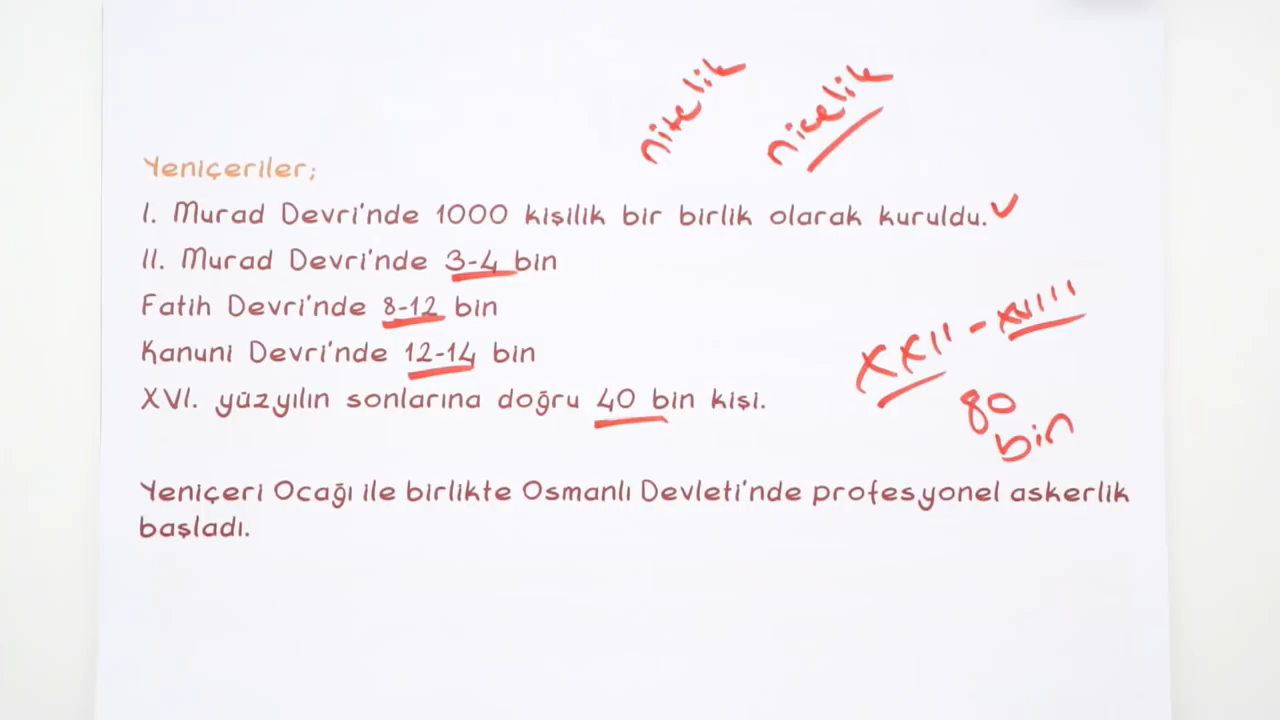 nitelik
nicelik
Yeniçeriler;
I. Murad Devri'nde 1000 kişilik bir birlik olarak kuruldu.
II. Murad Devri'nde 3-4 bin
Fatih Devri'nde 8-12 bin
Kanuni Devri'nde 12-14 bin
XVI. yüzyılın sonlarına doğru 40 bin kişi.
XXII - XVIII
80
bin
Yeniçeri Ocağı ile birlikte Osmanlı Devleti'nde profesyonel askerlik
başladı.